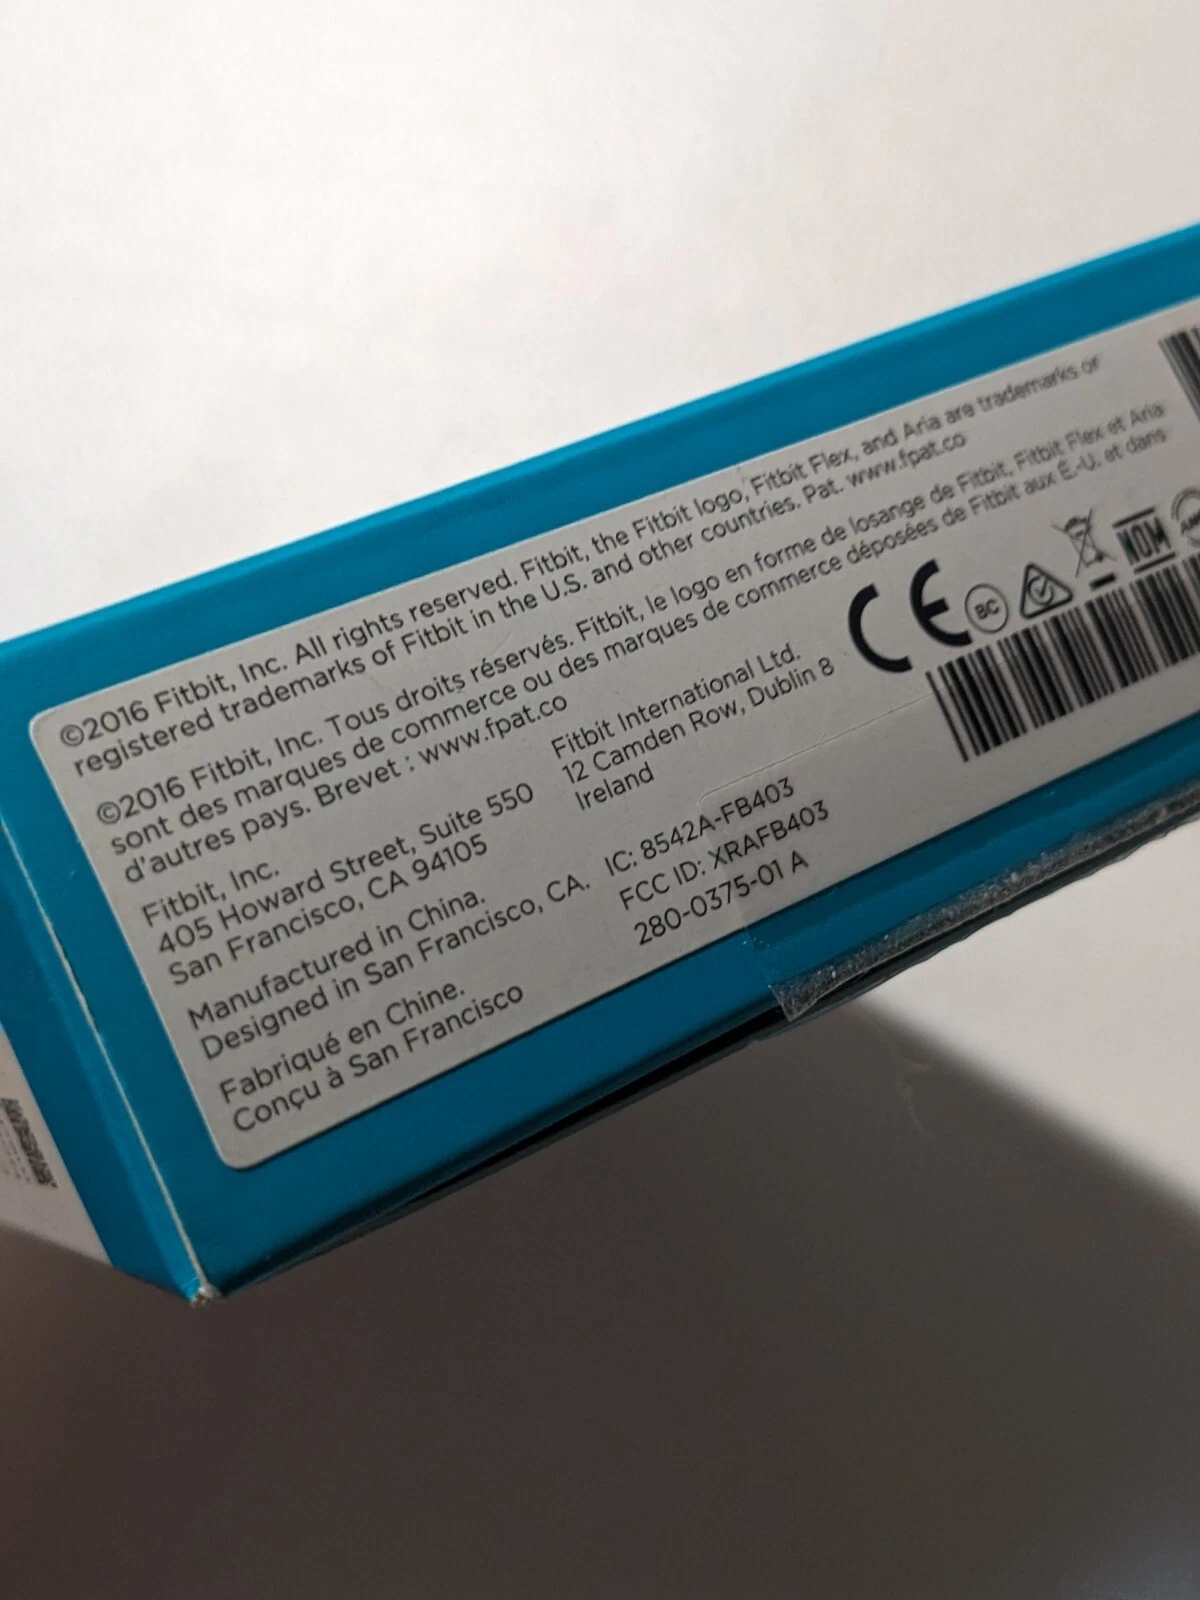 ©2016 Fitbit, Inc. All rights reserved. Fitbit, the Fitbit logo, Fitbit Flex, and Aria are trademarks or
registered trademarks of Fitbit in the U.S. and other countries. Pat. www.fpat.co
©2016 Fitbit, Inc. Tous droits réservés. Fitbit, le logo en forme de losange de Fitbit, Fitbit Flex et Aria
sont des marques de commerce ou des marques de commerce déposées de Fitbit aux É.-U. et dans
d'autres pays. Brevet : www.fpat.co
Fitbit, Inc.
405 Howard Street, Suite 550
San Francisco, CA 94105
Fitbit International Ltd.
12 Camden Row, Dublin 8
Ireland
CE
BC
NOM
Manufactured in China.
Designed in San Francisco, CA.
Fabriqué en Chine.
Conçu à San Francisco
IC: 8542A-FB403
FCC ID: XRAFB403
280-0375-01 A